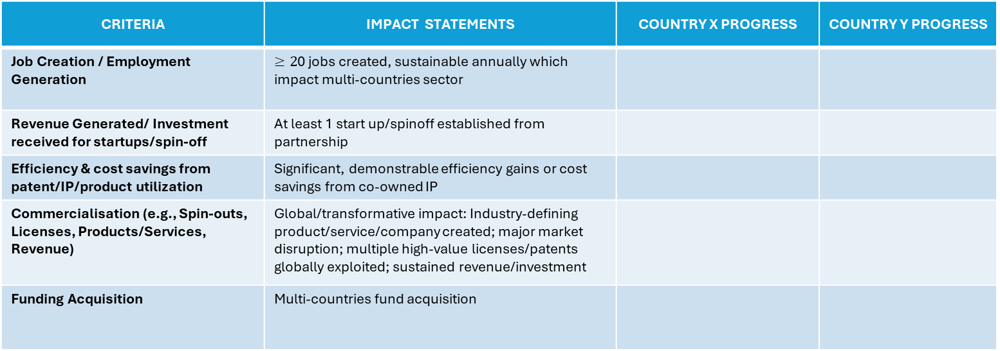 CRITERIA
IMPACT STATEMENTS
COUNTRY X PROGRESS
COUNTRY Y PROGRESS
Job Creation / Employment
Generation
≥ 20 jobs created, sustainable annually which
impact multi-countries sector
Revenue Generated/ Investment
received for startups/spin-off
At least 1 start up/spinoff established from
partnership
Efficiency & cost savings from
patent/IP/product utilization
Significant, demonstrable efficiency gains or cost
savings from co-owned IP
Commercialisation (e.g., Spin-outs,
Licenses, Products/Services,
Revenue)
Global/transformative impact: Industry-defining
product/service/company created; major market
disruption; multiple high-value licenses/patents
globally exploited; sustained revenue/investment
Funding Acquisition
Multi-countries fund acquisition